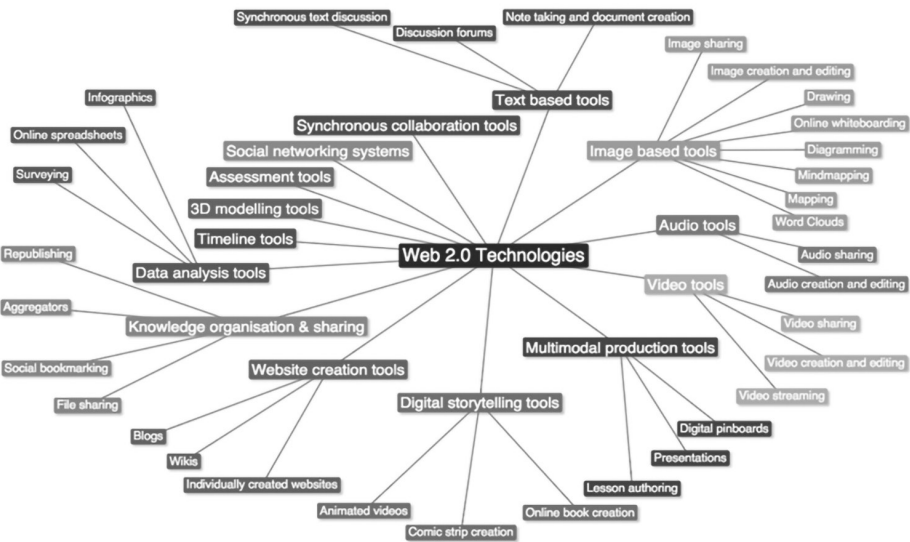 Synchronous text discussion
Note taking and document creation
Discussion forums
Image sharing
Image creation and editing
Infographics
Text based tools
Drawing
Synchronous collaboration tools
Online whiteboarding
Online spreadsheets
Social networking systems
Image based tools
Diagramming
Surveying
Assessment tools
Mindmapping
Mapping
3D modelling tools
Word Clouds
Audio tools
Timeline tools
Republishing
Web 2.0 Technologies
Audio sharing
Data analysis tools
Video tools
Audio creation and editing
Aggregators
Knowledge organisation & sharing
Video sharing
Multimodal production tools
Social bookmarking
Website creation tools
Video creation and editing
File sharing
Digital storytelling tools
Video streaming
Blogs
Digital pinboards
Wikis
Presentations
Individually created websites
Lesson authoring
Animated videos
Online book creation
Comic strip creation